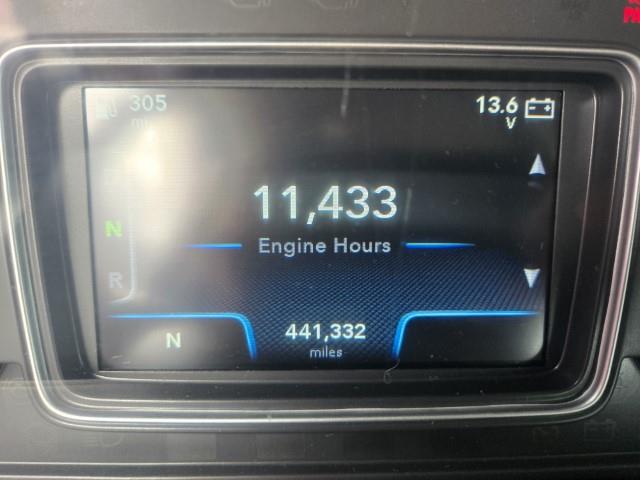 305
mi
13.6
V
11,433
Engine Hours
N
R
N
441,332
miles